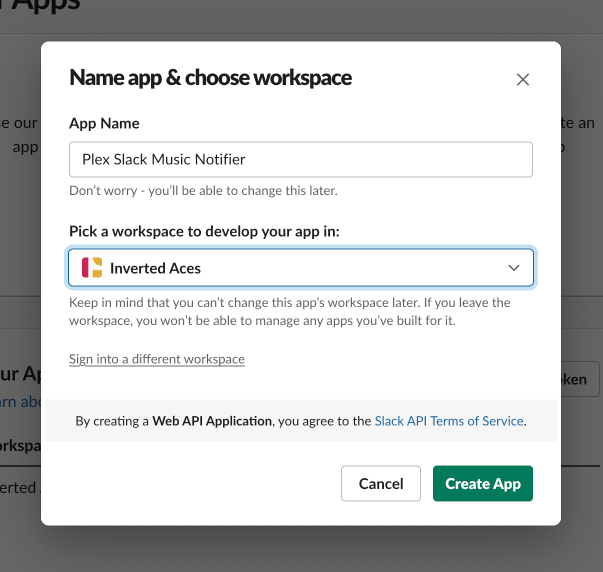 Apps
Name app & choose workspace
App Name
Plex Slack Music Notifier
Don't worry - you'll be able to change this later.
Pick a workspace to develop your app in:
Inverted Aces
Keep in mind that you can't change this app's workspace later. If you leave the
workspace, you won't be able to manage any apps you've built for it.
Sign into a different workspace
By creating a Web API Application, you agree to the Slack API Terms of Service.
Cancel
Create App
our
an
app